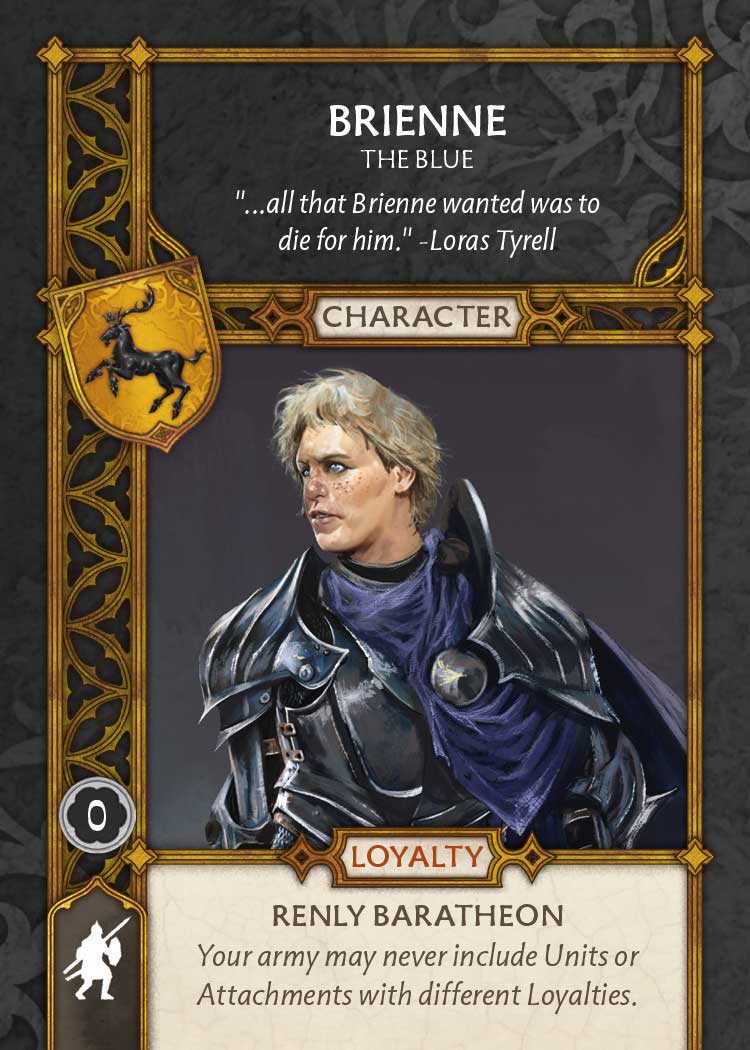 BRIENNE
THE BLUE
"...all that Brienne wanted was to
die for him." -Loras Tyrell
CHARACTER
0
LOYALTY
RENLY BARATHEON
Your army may never include Units or
Attachments with different Loyalties.